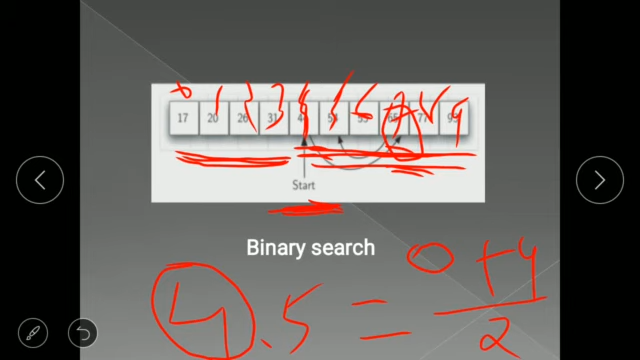 0 1 2 3 4 5 6 7 8 9
17 20 26 31 44 54 55 65 77 93
Start
Binary search
4.5 = 0 + 9
2